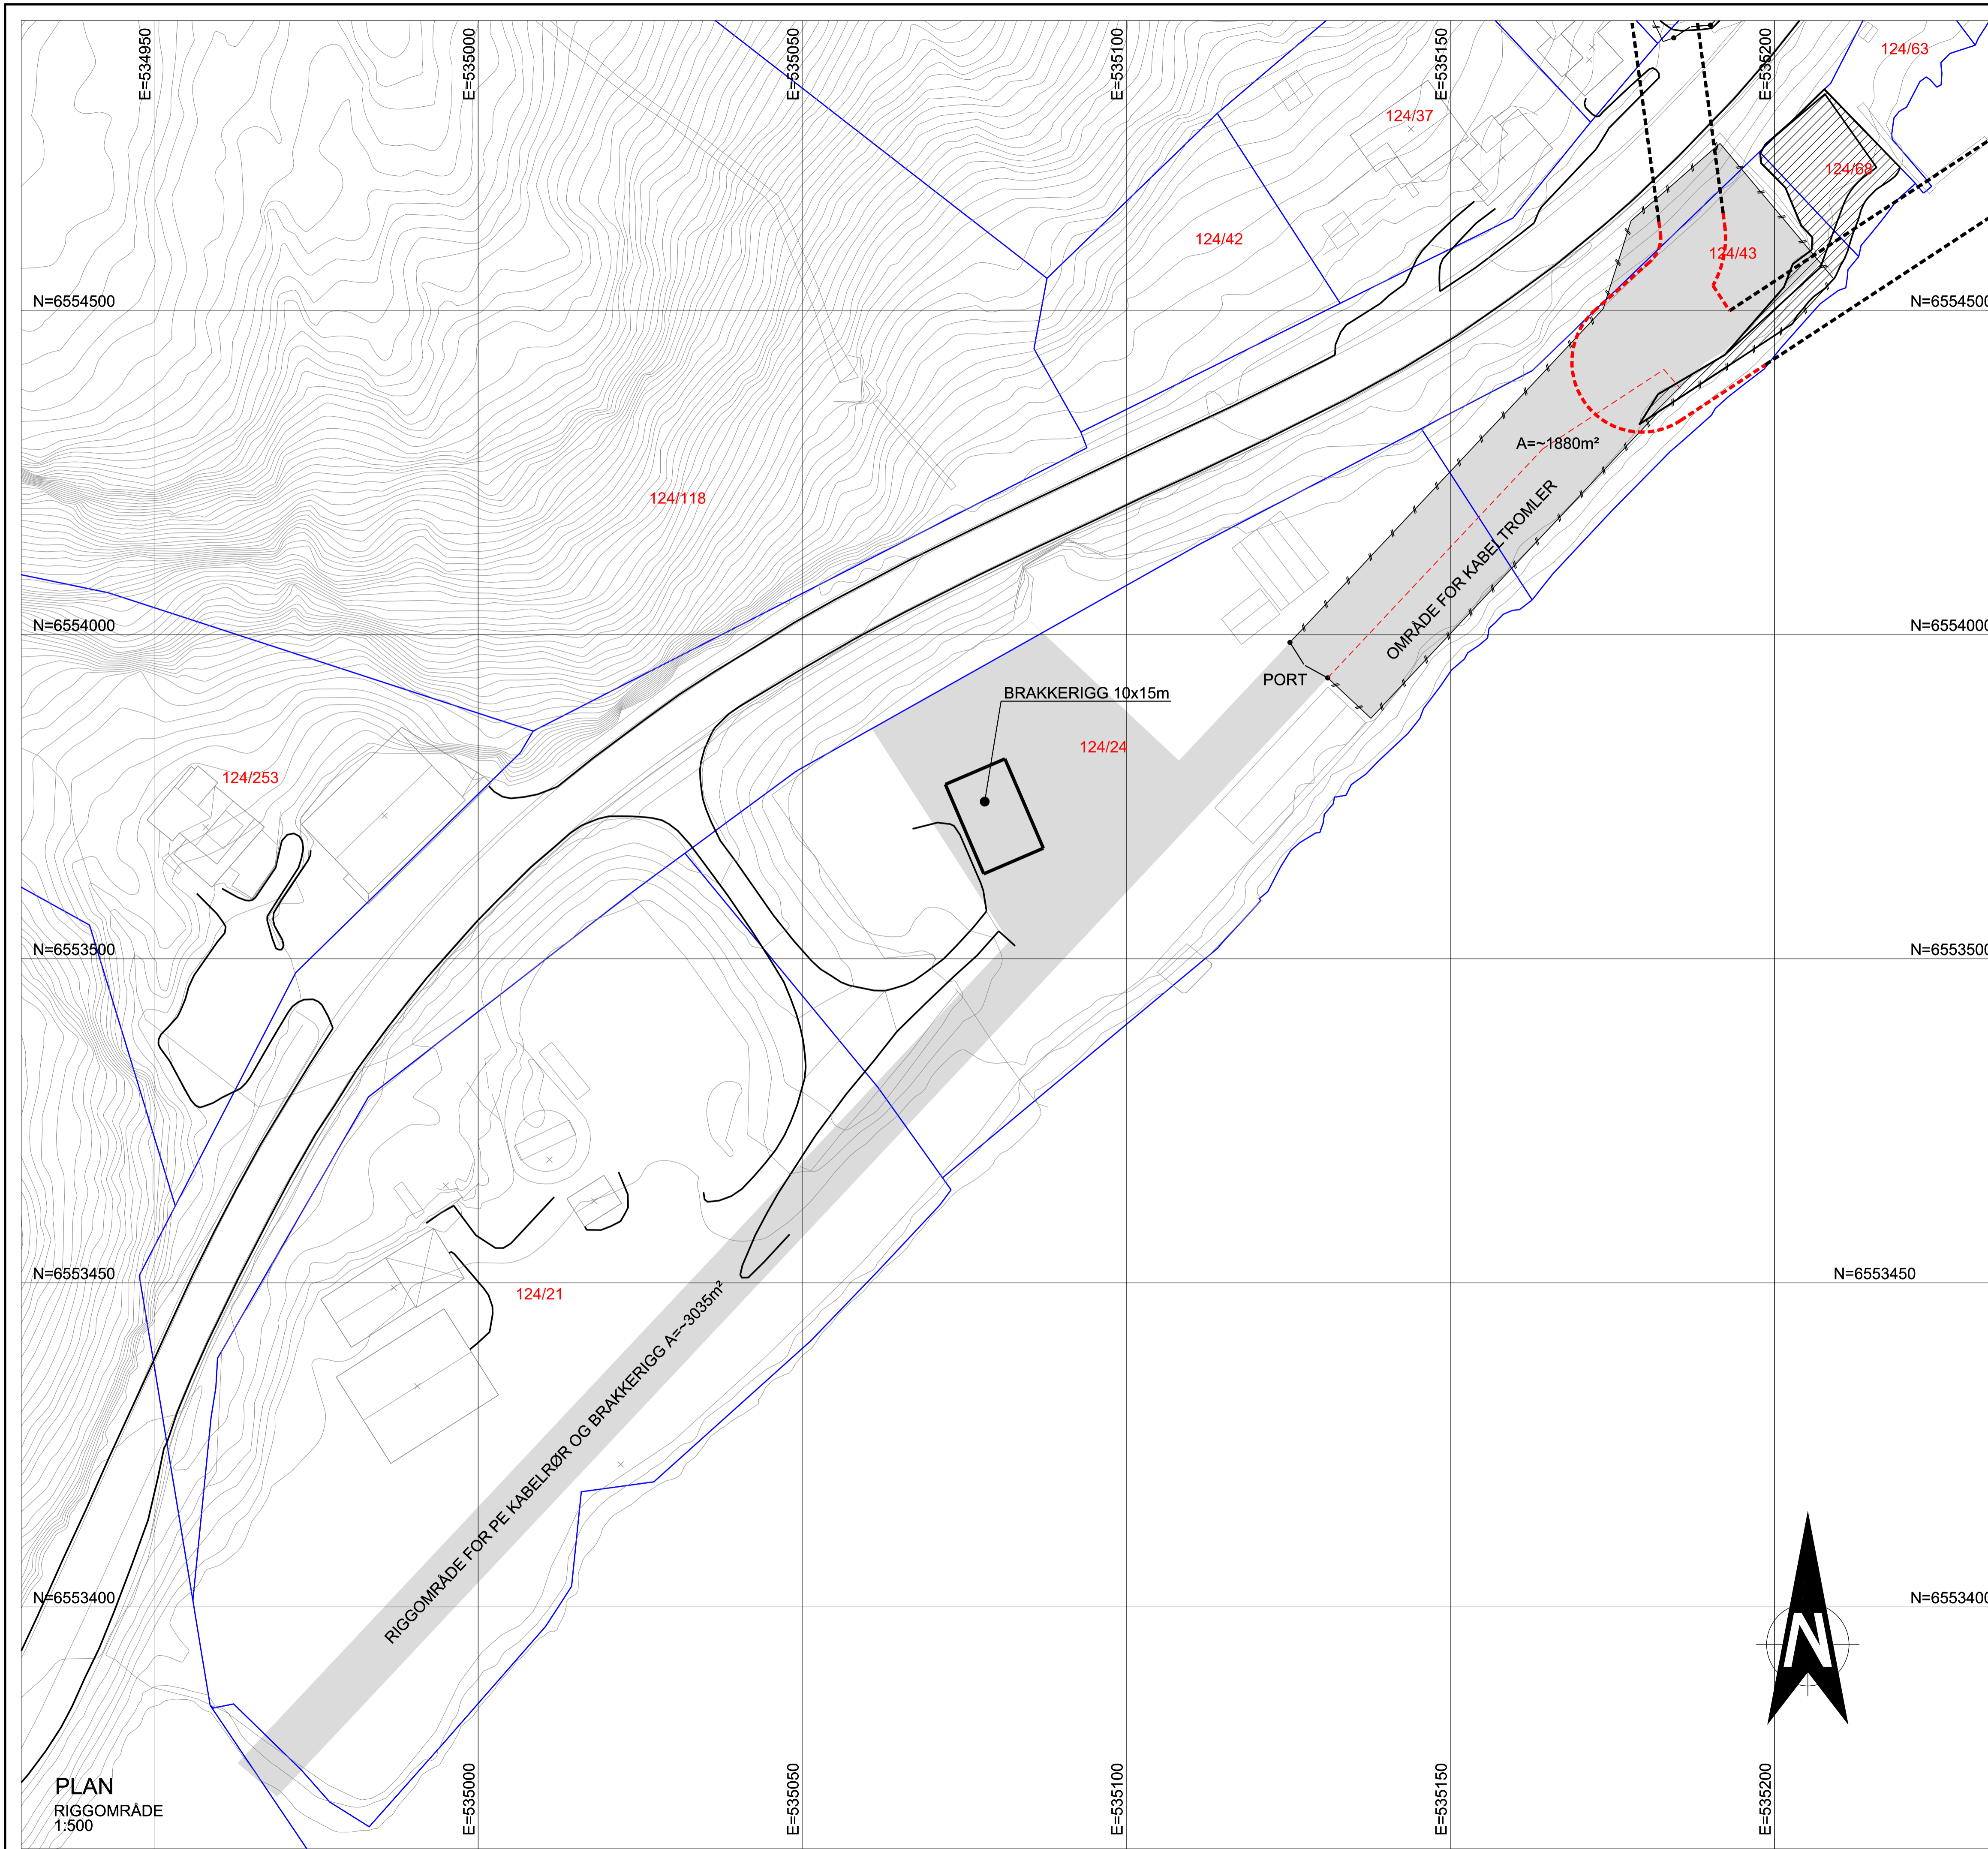 E=534950
E=535000
E=535050
E=535100
E=535150
E=535200
124/63
124/37
124/68
124/42
124/43
N=6554500
N=6554500
A=~1880m²
124/118
OMRÅDE FOR KABELTROMLER
N=6554000
N=6554000
PORT
BRAKKERIGG 10x15m
124/24
124/253
N=6553500
N=6553500
N=6553450
N=6553450
124/21
RIGGOMRÅDE FOR PE KABELRØR OG BRAKKERIGG A=~3035m²
N=6553400
N=6553400
N
PLAN
RIGGOMRÅDE
1:500
E=535000
E=535050
E=535100
E=535150
E=535200